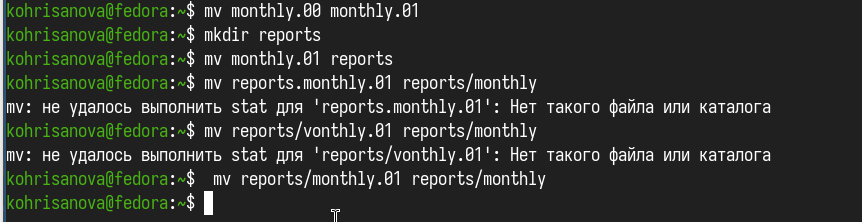 kohrisanova@fedora:~$ mv monthly.00 monthly.01
kohrisanova@fedora:~$ mkdir reports
kohrisanova@fedora:~$ mv monthly.01 reports
kohrisanova@fedora:~$ mv reports.monthly.01 reports/monthly
mv: не удалось выполнить stat для 'reports.monthly.01': Нет такого файла или каталога
kohrisanova@fedora:~$ mv reports/vonthly.01 reports/monthly
mv: не удалось выполнить stat для 'reports/vonthly.01': Нет такого файла или каталога
kohrisanova@fedora:~$  mv reports/monthly.01 reports/monthly
kohrisanova@fedora:~$